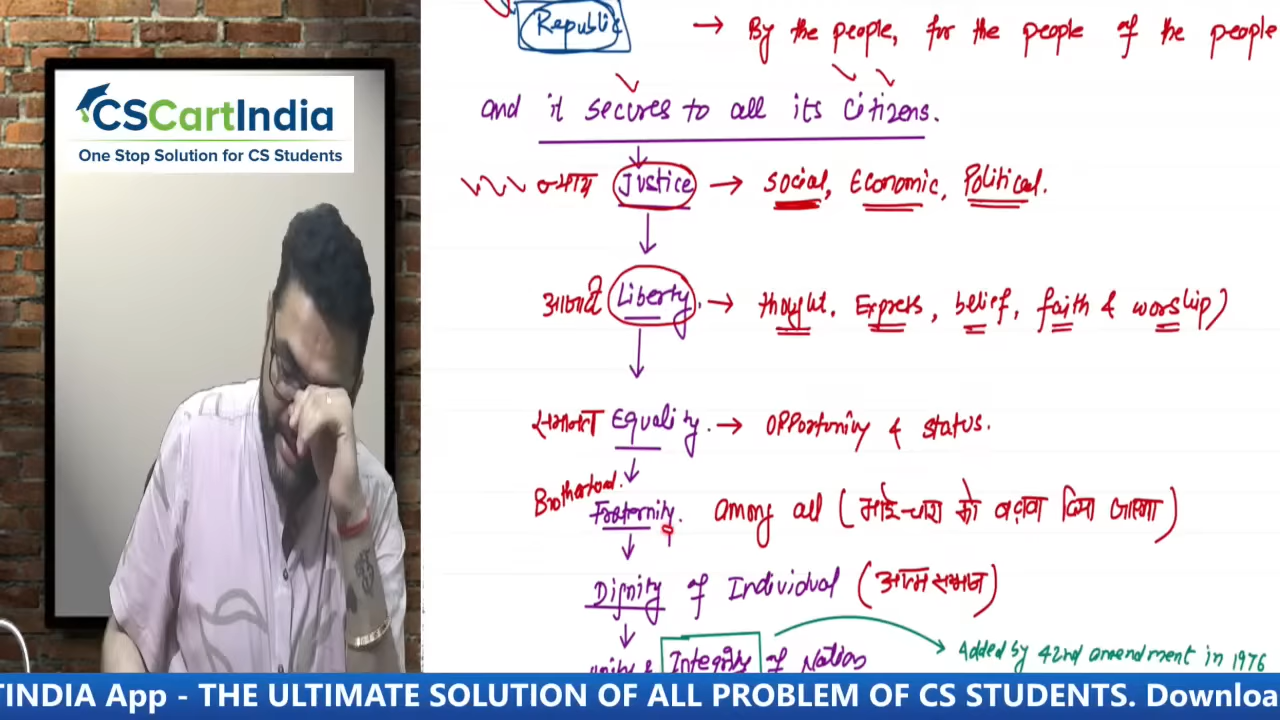 Republic → By the people, for the people of the people
and it secures to all its citizens.
न्याय Justice → Social, Economic, Political.
आजादी Liberty. → thought, Express, belief, faith & worship)
समानता Equality. → Opportunity & status.
Brotherhood.
Fraternity. Among all (भाई-चारा को बढ़ावा दिया जाएगा)
Dignity of Individual (आत्मसम्मान)
unity & Integrity of Nation → Added by 42nd amendment in 1976
CSCartIndia
One Stop Solution for CS Students
TINDIA App - THE ULTIMATE SOLUTION OF ALL PROBLEM OF CS STUDENTS. Downloa